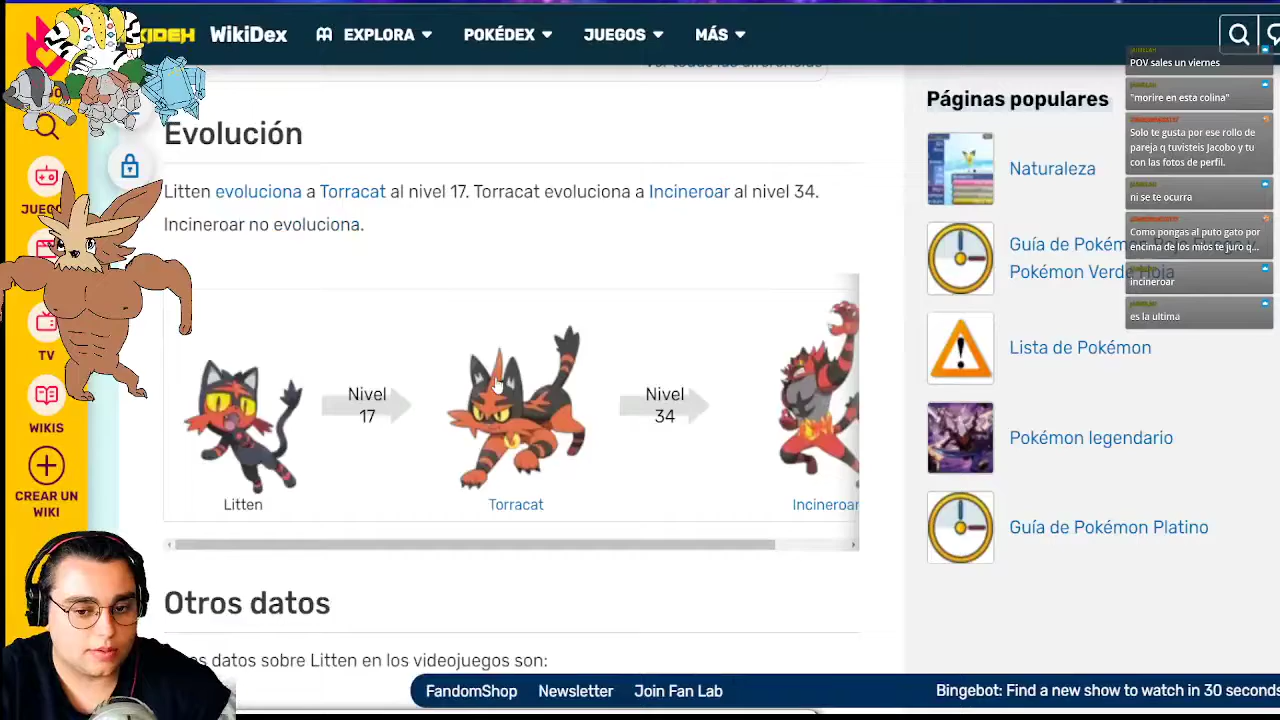 WikiDex
EXPLORA
POKÉDEX
JUEGOS
MÁS
Evolución
Litten evoluciona a Torracat al nivel 17. Torracat evoluciona a Incineroar al nivel 34.
Incineroar no evoluciona.
Nivel
17
Nivel
34
Litten
Torracat
Incineroar
Otros datos
datos sobre Litten en los videojuegos son:
TV
WIKIS
CREAR UN
WIKI
Páginas populares
Naturaleza
Guía de Pokémon
Pokémon Verde Hoja
Lista de Pokémon
Pokémon legendario
Guía de Pokémon Platino
POV sales un viernes
"morire en esta colina"
Solo te gusta por ese rollo de
pareja q tuvisteis Jacobo y tu
con las fotos de perfil.
ni se te ocurra
Como pongas al puto gato por
encima de los mios te juro q...
incineroar
es la ultima
FandomShop
Newsletter
Join Fan Lab
Bingebot: Find a new show to watch in 30 seconds